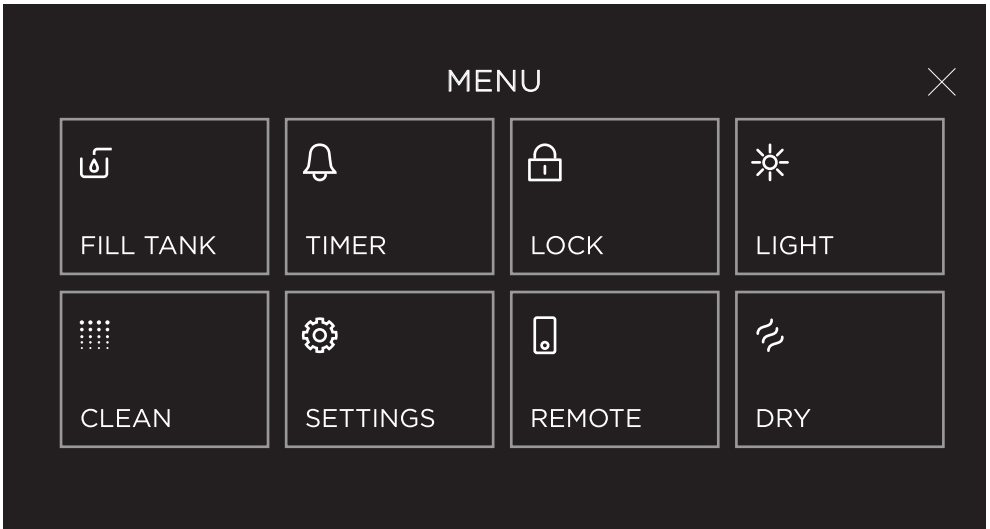 MENU
FILL TANK
TIMER
LOCK
LIGHT
CLEAN
SETTINGS
REMOTE
DRY